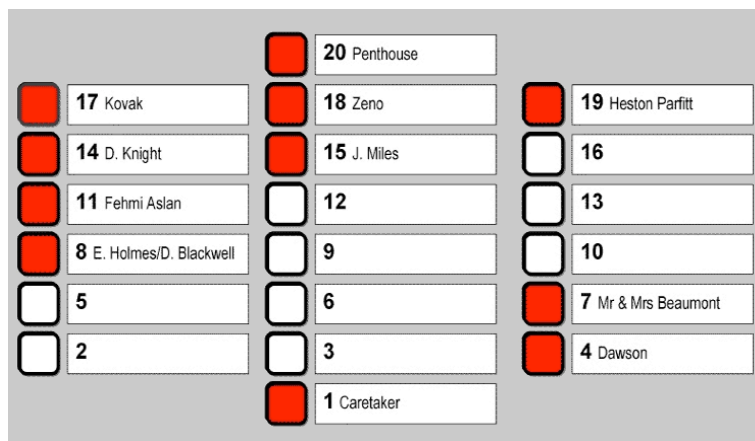 20 Penthouse
17 Kovak
18 Zeno
19 Heston Parfitt
14 D. Knight
15 J. Miles
16
11 Fehmi Aslan
12
13
8 E. Holmes/D. Blackwell
9
10
5
6
7 Mr & Mrs Beaumont
2
3
4 Dawson
1 Caretaker